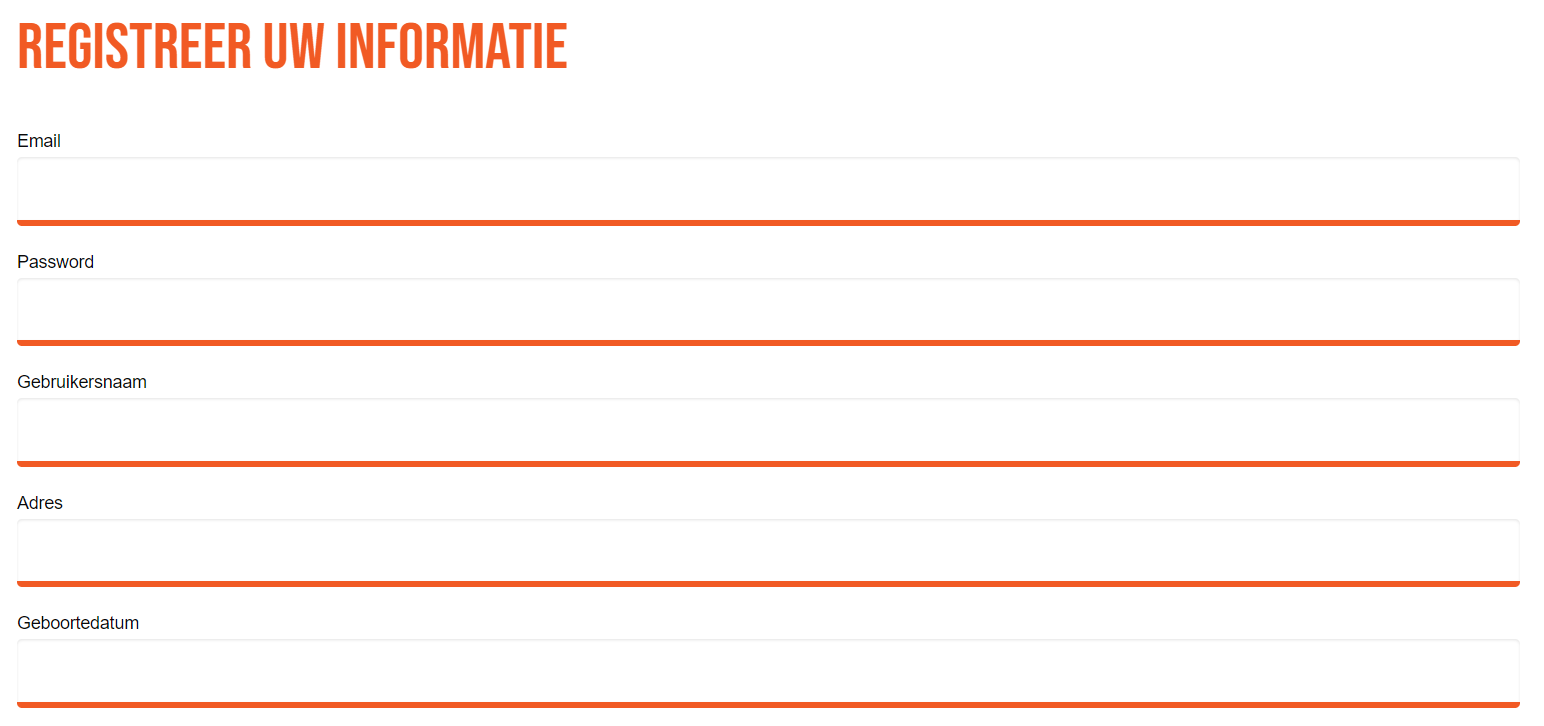 REGISTREER UW INFORMATIE
Email
Password
Gebruikersnaam
Adres
Geboortedatum